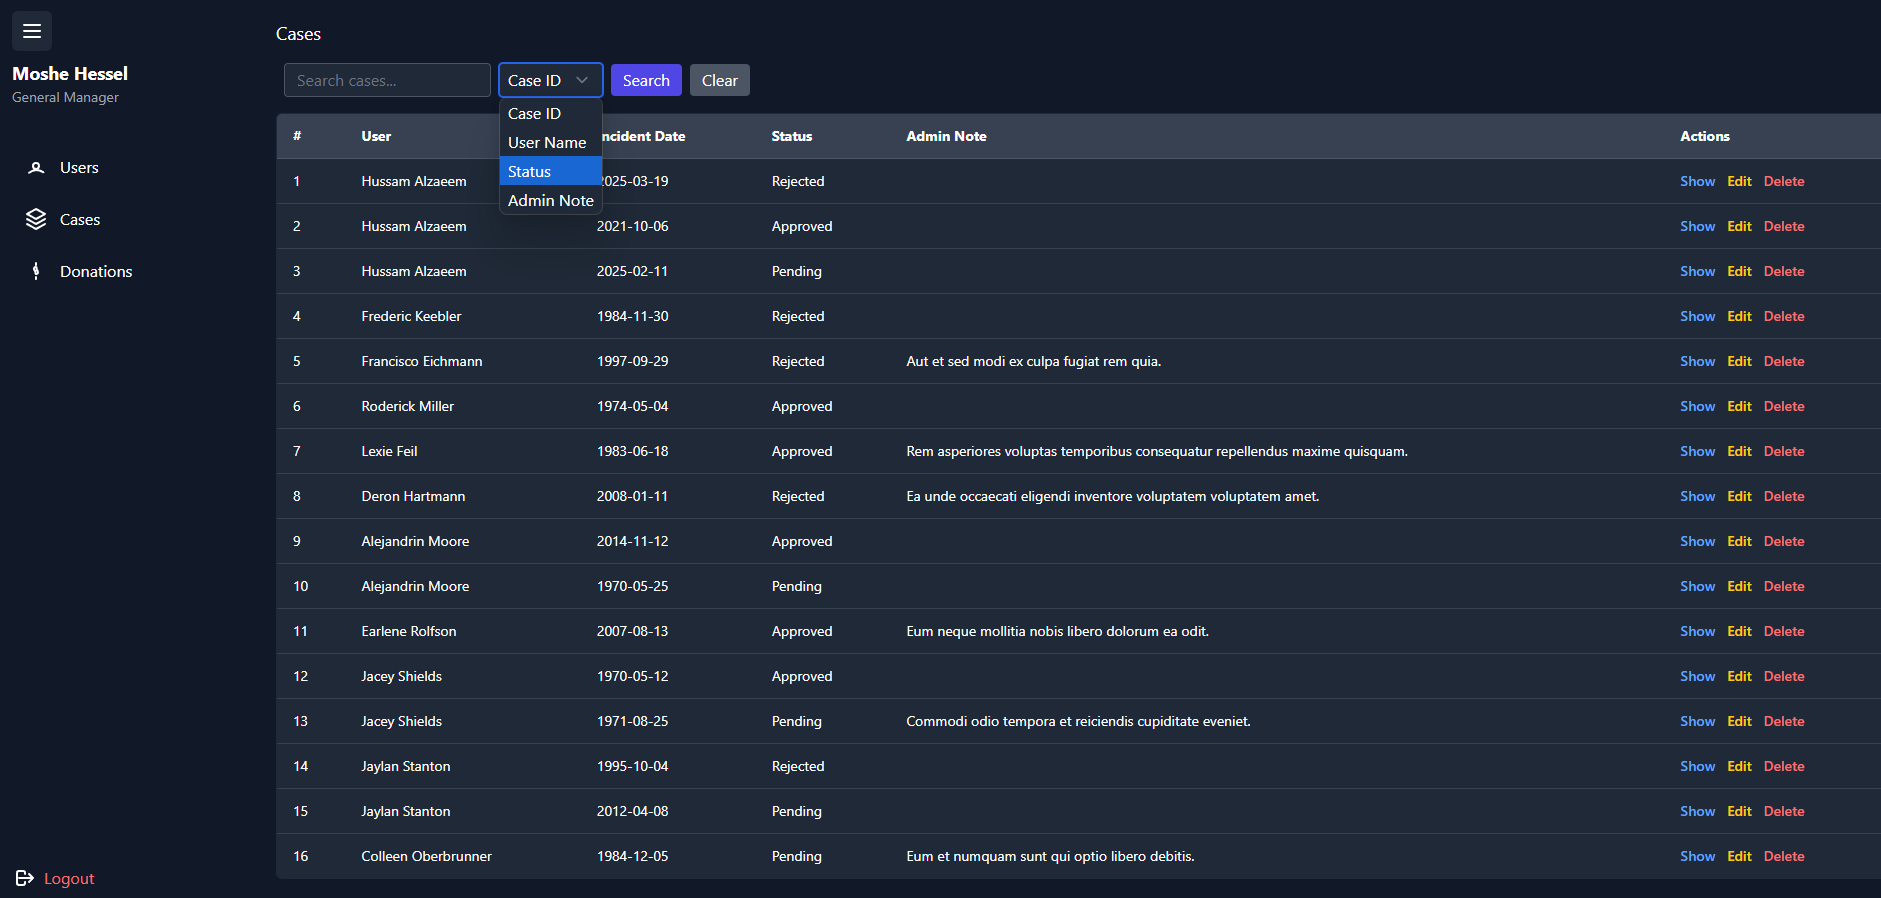 Moshe Hessel
General Manager
Users
Cases
Donations
Logout
Cases
Search cases... Case ID Search Clear
Case ID
User Name
Status
Admin Note
# User ncident Date Status Admin Note Actions
1 Hussam Alzaeem 2025-03-19 Rejected Show Edit Delete
2 Hussam Alzaeem 2021-10-06 Approved Show Edit Delete
3 Hussam Alzaeem 2025-02-11 Pending Show Edit Delete
4 Frederic Keebler 1984-11-30 Rejected Show Edit Delete
5 Francisco Eichmann 1997-09-29 Rejected Aut et sed modi ex culpa fugiat rem quia. Show Edit Delete
6 Roderick Miller 1974-05-04 Approved Show Edit Delete
7 Lexie Feil 1983-06-18 Approved Rem asperiores voluptas temporibus consequatur repellendus maxime quisquam. Show Edit Delete
8 Deron Hartmann 2008-01-11 Rejected Ea unde occaecati eligendi inventore voluptatem voluptatem amet. Show Edit Delete
9 Alejandrin Moore 2014-11-12 Approved Show Edit Delete
10 Alejandrin Moore 1970-05-25 Pending Show Edit Delete
11 Earlene Rolfson 2007-08-13 Approved Eum neque mollitia nobis libero dolorum ea odit. Show Edit Delete
12 Jacey Shields 1970-05-12 Approved Show Edit Delete
13 Jacey Shields 1971-08-25 Pending Commodi odio tempora et reiciendis cupiditate eveniet. Show Edit Delete
14 Jaylan Stanton 1995-10-04 Rejected Show Edit Delete
15 Jaylan Stanton 2012-04-08 Pending Show Edit Delete
16 Colleen Oberbrunner 1984-12-05 Pending Eum et numquam sunt qui optio libero debitis. Show Edit Delete